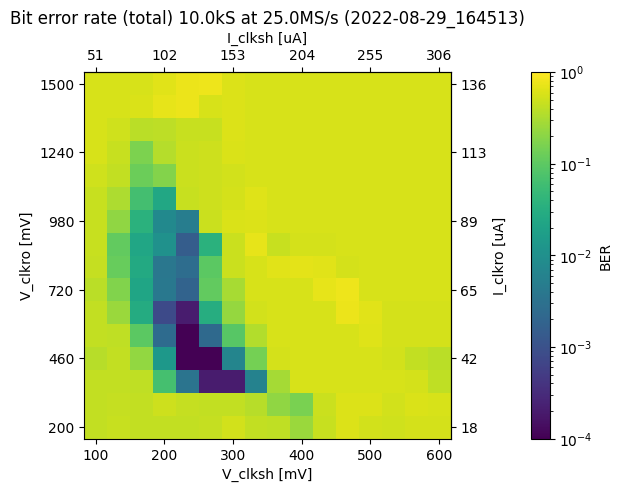 Bit error rate (total) 10.0kS at 25.0MS/s (2022-08-29_164513)
I_clksh [uA]
51 102 153 204 255 306
1500 136 10^0
1240 113 10^-1
980 89 10^-2
720 65 10^-3
460 42 10^-4
200 18
V_clkro [mV]
I_clkro [uA]
BER
100 200 300 400 500 600
V_clksh [mV]